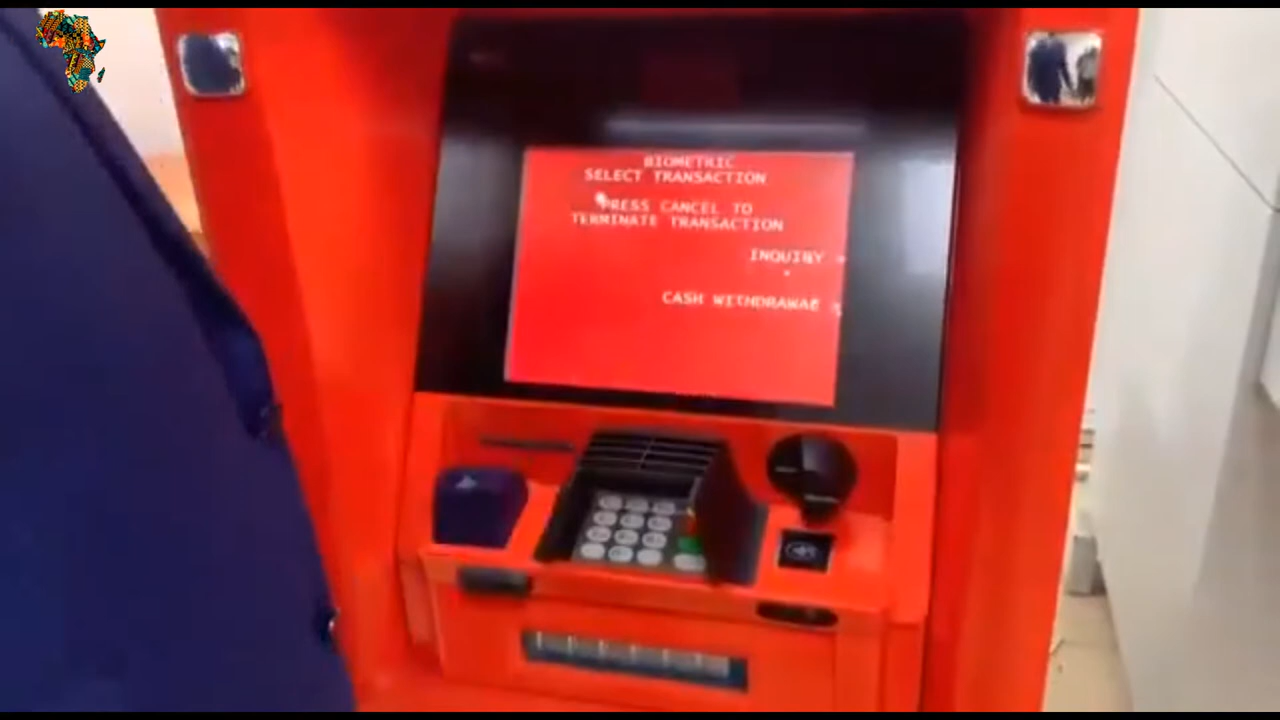 BIOMETRIC
SELECT TRANSACTION
PRESS CANCEL TO
TERMINATE TRANSACTION
INQUIRY
CASH WITHDRAWAL